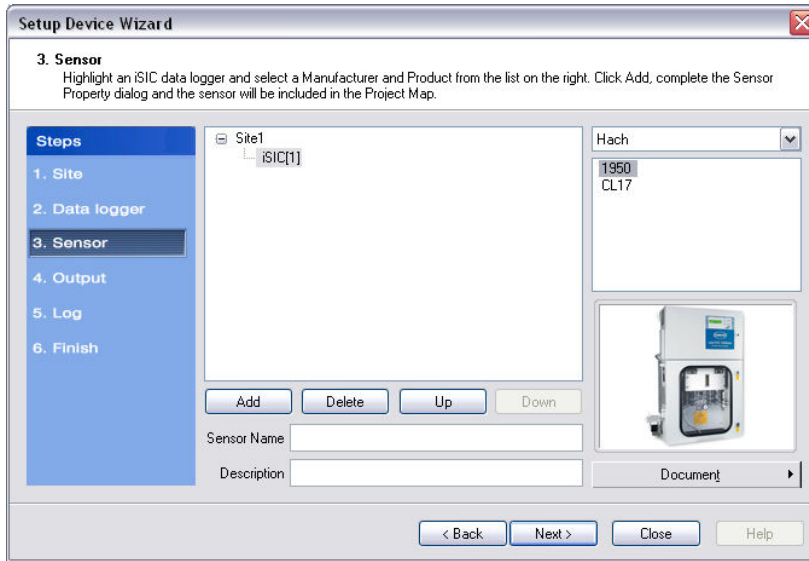 Setup Device Wizard
3. Sensor
Highlight an iSIC data logger and select a Manufacturer and Product from the list on the right. Click Add, complete the Sensor
Property dialog and the sensor will be included in the Project Map.
Steps
1. Site
2. Data logger
3. Sensor
4. Output
5. Log
6. Finish
Site1
iSIC[1]
Hach
1950
CL17
Add
Delete
Up
Down
Sensor Name
Description
Document
< Back
Next >
Close
Help